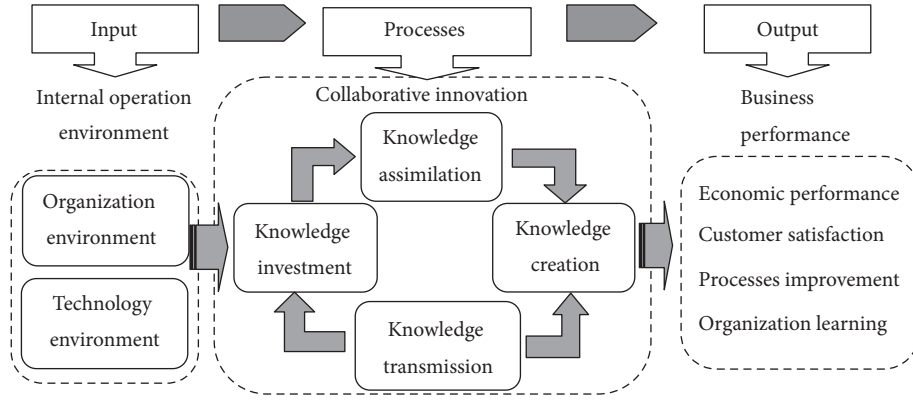 Input
Processes
Output
Internal operation
environment
Collaborative innovation
Business
performance
Organization
environment
Technology
environment
Knowledge
assimilation
Knowledge
investment
Knowledge
creation
Knowledge
transmission
Economic performance
Customer satisfaction
Processes improvement
Organization learning